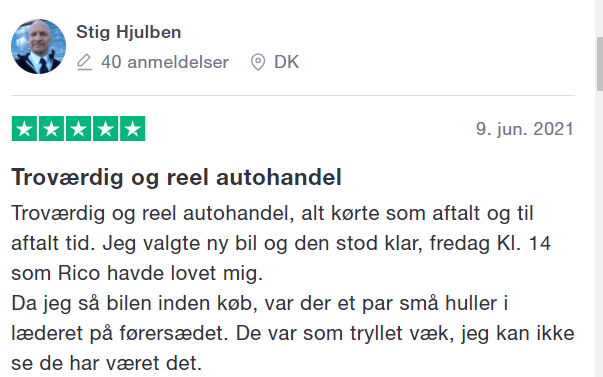 Stig Hjulben
40 anmeldelser DK
9. jun. 2021
Troværdig og reel autohandel
Troværdig og reel autohandel, alt kørte som aftalt og til
aftalt tid. Jeg valgte ny bil og den stod klar, fredag Kl. 14
som Rico havde lovet mig.
Da jeg så bilen inden køb, var der et par små huller i
læderet på førersædet. De var som tryllet væk, jeg kan ikke
se de har været det.